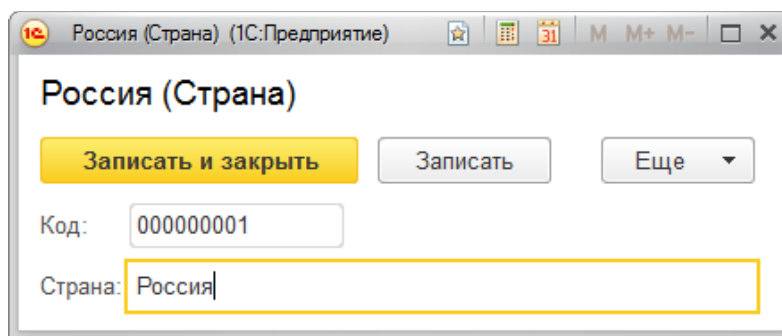 1С Россия (Страна) (1С:Предприятие) 31 M M+ M-
Россия (Страна)
Записать и закрыть Записать Еще
Код: 000000001
Страна: Россия